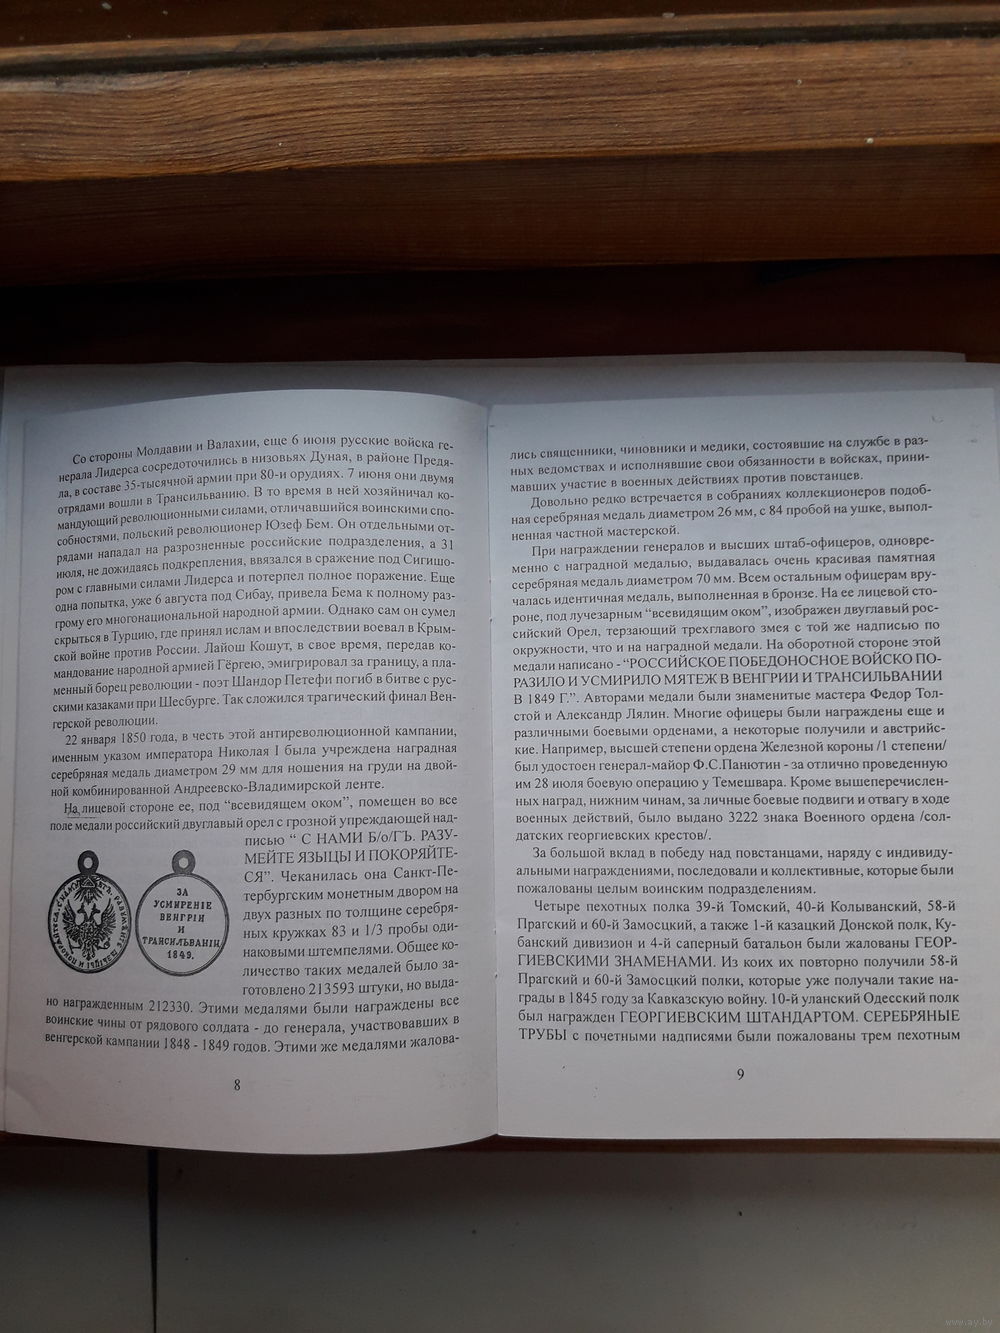 Со стороны Молдавии и Валахии, еще 6 июня русские войска ге-
нерала Лидерса сосредоточились в низовьях Дуная, в районе Предя-
ла, в составе 35-тысячной армии при 80-и орудиях. 7 июня они двумя
отрядами вошли в Трансильванию. В то время в ней хозяйничал ко-
мандующий революционными силами, отличавшийся воинскими спо-
собностями, польский революционер Юзеф Бем. Он отдельными от-
рядами нападал на разрозненные российские подразделения, а 31
июля, не дожидаясь подкрепления, ввязался в сражение под Сигишо-
ром с главными силами Лидерса и потерпел полное поражение. Еще
одна попытка, уже 6 августа под Сибау, привела Бема к полному раз-
грому его многонациональной народной армии. Однако сам он сумел
скрыться в Турцию, где принял ислам и впоследствии воевал в Крым-
ской войне против России. Лайош Кошут, в свое время, передав ко-
мандование народной армией Гёргею, эмигрировал за границу, а пла-
менный борец революции - поэт Шандор Петефи погиб в битве с рус-
скими казаками при Шесбурге. Так сложился трагический финал Вен-
герской революции.
22 января 1850 года, в честь этой антиреволюционной кампании,
именным указом императора Николая I была учреждена наградная
серебряная медаль диаметром 29 мм для ношения на груди на двой-
ной комбинированной Андреевско-Владимирской ленте.
На лицевой стороне ее, под “всевидящем оком”, помещен во все
поле медали российский двуглавый орел с грозной упреждающей над-
писью “ С НАМИ Б/о/ГЪ. РАЗУ-
МЕЙТЕ ЯЗЫЦЫ И ПОКОРЯЙТЕ-
СЯ”. Чеканилась она Санкт-Пе-
тербургским монетным двором на
двух разных по толщине серебря-
ных кружках 83 и 1/3 пробы оди-
наковыми штемпелями. Общее ко-
личество таких медалей было за-
готовлено 213593 штуки, но выда-
ЗА
УСМИРЕНІЕ
ВЕНГРІИ
И
ТРАНСИЛЬВАНІИ
1849.
но награжденным 212330. Этими медалями были награждены все
воинские чины от рядового солдата - до генерала, участвовавших в
венгерской кампании 1848 - 1849 годов. Этими же медалями жалова-
8
лись священники, чиновники и медики, состоявшие на службе в раз-
ных ведомствах и исполнявшие свои обязанности в войсках, прини-
мавших участие в военных действиях против повстанцев.
Довольно редко встречается в собраниях коллекционеров подоб-
ная серебряная медаль диаметром 26 мм, с 84 пробой на ушке, выпол-
ненная частной мастерской.
При награждении генералов и высших штаб-офицеров, одновре-
менно с наградной медалью, выдавалась очень красивая памятная
серебряная медаль диаметром 70 мм. Всем остальным офицерам вру-
чалась идентичная медаль, выполненная в бронзе. На ее лицевой сто-
роне, под лучезарным “всевидящим оком”, изображен двуглавый рос-
сийский Орел, терзающий трехглавого змея с той же надписью по
окружности, что и на наградной медали. На оборотной стороне этой
медали написано - “РОССИЙСКОЕ ПОБЕДОНОСНОЕ ВОЙСКО ПО-
РАЗИЛО И УСМИРИЛО МЯТЕЖ В ВЕНГРИИ И ТРАНСИЛЬВАНИИ
В 1849 Г.”. Авторами медали были знаменитые мастера Федор Тол-
стой и Александр Лялин. Многие офицеры были награждены еще и
различными боевыми орденами, а некоторые получили и австрийс-
кие. Например, высшей степени ордена Железной короны /1 степени/
был удостоен генерал-майор Ф.С.Панютин - за отлично проведенную
им 28 июля боевую операцию у Темешвара. Кроме вышеперечислен-
ных наград, нижним чинам, за личные боевые подвиги и отвагу в ходе
военных действий, было выдано 3222 знака Военного ордена /сол-
датских георгиевских крестов/.
За большой вклад в победу над повстанцами, наряду с индивиду-
альными награждениями, последовали и коллективные, которые были
пожалованы целым воинским подразделениям.
Четыре пехотных полка 39-й Томский, 40-й Колыванский, 58-й
Прагский и 60-й Замосцкий, а также 1-й казацкий Донской полк, Ку-
банский дивизион и 4-й саперный батальон были жалованы ГЕОР-
ГИЕВСКИМИ ЗНАМЕНАМИ. Из коих их повторно получили 58-й
Прагский и 60-й Замосцкий полки, которые уже получали такие на-
грады в 1845 году за Кавказскую войну. 10-й уланский Одесский полк
был награжден ГЕОРГИЕВСКИМ ШТАНДАРТОМ. СЕРЕБРЯНЫЕ
ТРУБЫ с почетными надписями были пожалованы трем пехотным
9
www.ay.by